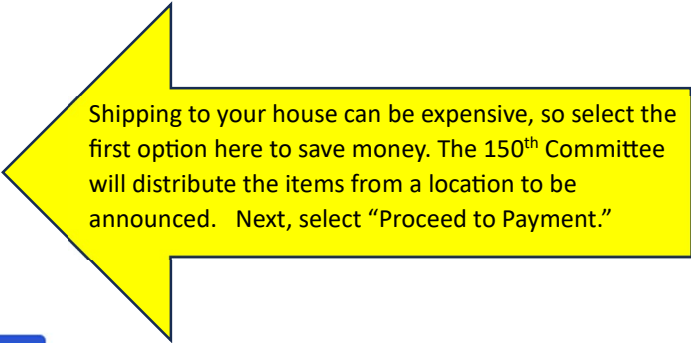 Shipping to your house can be expensive, so select the
first option here to save money. The 150th Committee
will distribute the items from a location to be
announced.   Next, select “Proceed to Payment.”